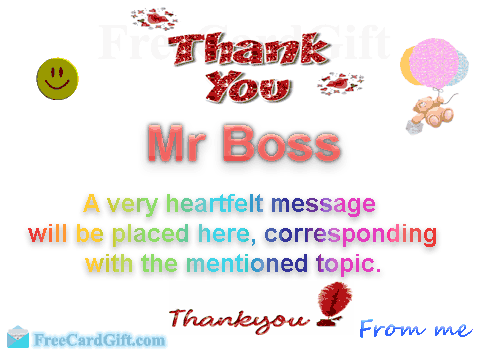 FreeCardGift
Thank
You
Mr Boss
A very heartfelt message
will be placed here, corresponding
with the mentioned topic.
Thankyou
From me
FreeCardGift.com